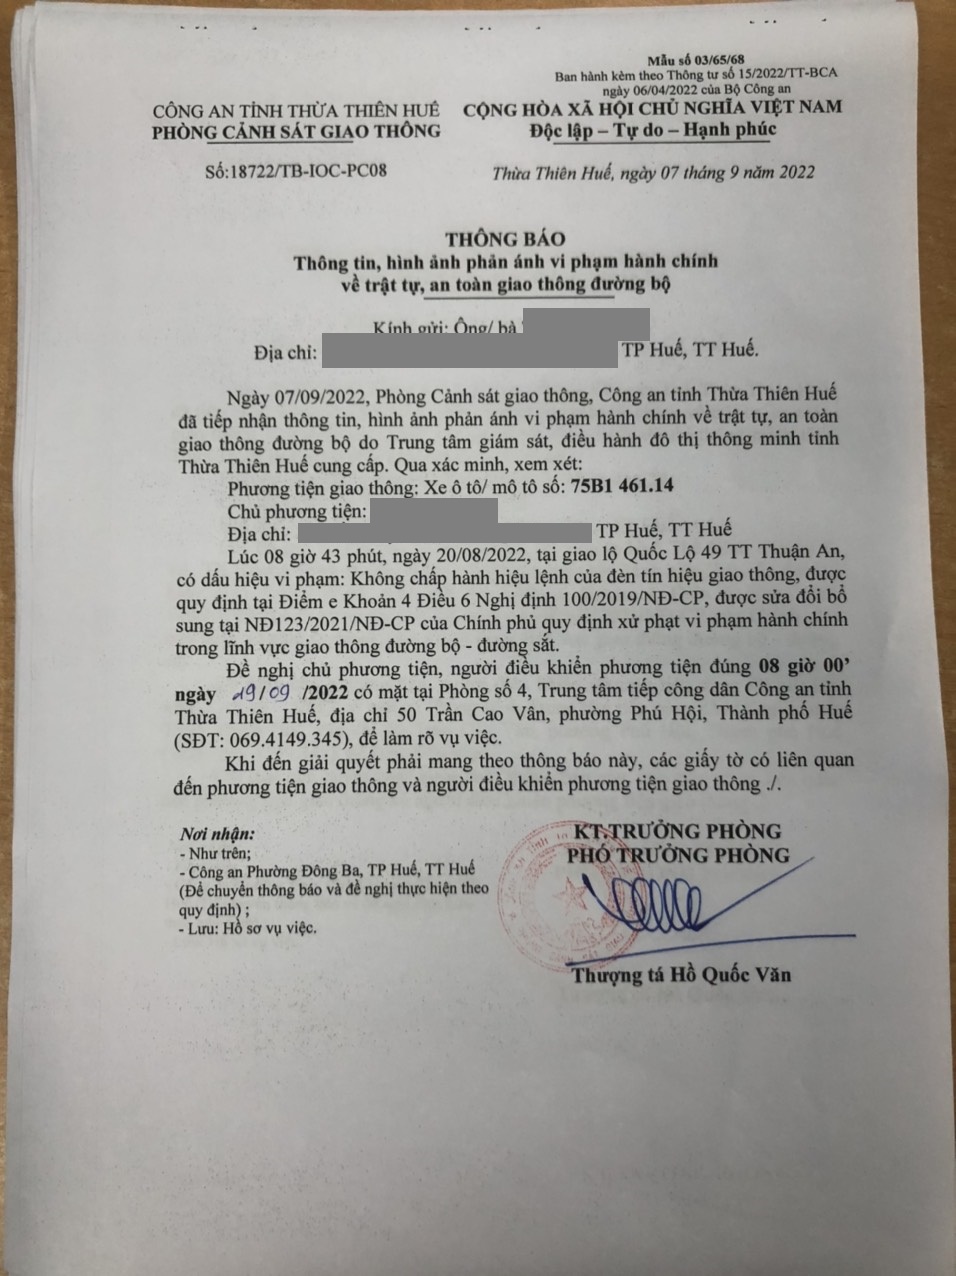 Mẫu số 03/65/68
Ban hành kèm theo Thông tư số 15/2022/TT-BCA
ngày 06/04/2022 của Bộ Công an
CÔNG AN TỈNH THỪA THIÊN HUẾ
PHÒNG CẢNH SÁT GIAO THÔNG
CỘNG HÒA XÃ HỘI CHỦ NGHĨA VIỆT NAM
Độc lập – Tự do – Hạnh phúc
Số:18722/TB-IOC-PC08
Thừa Thiên Huế, ngày 07 tháng 9 năm 2022
THÔNG BÁO
Thông tin, hình ảnh phản ánh vi phạm hành chính
về trật tự, an toàn giao thông đường bộ
Kính gửi: Ông/ bà
Địa chỉ: TP Huế, TT Huế.
Ngày 07/09/2022, Phòng Cảnh sát giao thông, Công an tỉnh Thừa Thiên Huế
đã tiếp nhận thông tin, hình ảnh phản ánh vi phạm hành chính về trật tự, an toàn
giao thông đường bộ do Trung tâm giám sát, điều hành đô thị thông minh tỉnh
Thừa Thiên Huế cung cấp. Qua xác minh, xem xét:
Phương tiện giao thông: Xe ô tô/ mô tô số: 75B1 461.14
Chủ phương tiện:
Địa chỉ: TP Huế, TT Huế
Lúc 08 giờ 43 phút, ngày 20/08/2022, tại giao lộ Quốc Lộ 49 TT Thuận An,
có dấu hiệu vi phạm: Không chấp hành hiệu lệnh của đèn tín hiệu giao thông, được
quy định tại Điểm e Khoản 4 Điều 6 Nghị định 100/2019/NĐ-CP, được sửa đổi bổ
sung tại NĐ123/2021/NĐ-CP của Chính phủ quy định xử phạt vi phạm hành chính
trong lĩnh vực giao thông đường bộ - đường sắt.
Đề nghị chủ phương tiện, người điều khiển phương tiện đúng 08 giờ 00’
ngày 19/09 /2022 có mặt tại Phòng số 4, Trung tâm tiếp công dân Công an tỉnh
Thừa Thiên Huế, địa chỉ 50 Trần Cao Vân, phường Phú Hội, Thành phố Huế
(SĐT: 069.4149.345), để làm rõ vụ việc.
Khi đến giải quyết phải mang theo thông báo này, các giấy tờ có liên quan
đến phương tiện giao thông và người điều khiển phương tiện giao thông ./.
Nơi nhận:
- Như trên;
- Công an Phường Đông Ba, TP Huế, TT Huế
(Để chuyển thông báo và đề nghị thực hiện theo
quy định) ;
- Lưu: Hồ sơ vụ việc.
KT.TRƯỞNG PHÒNG
PHÓ TRƯỞNG PHÒNG
Thượng tá Hồ Quốc Văn